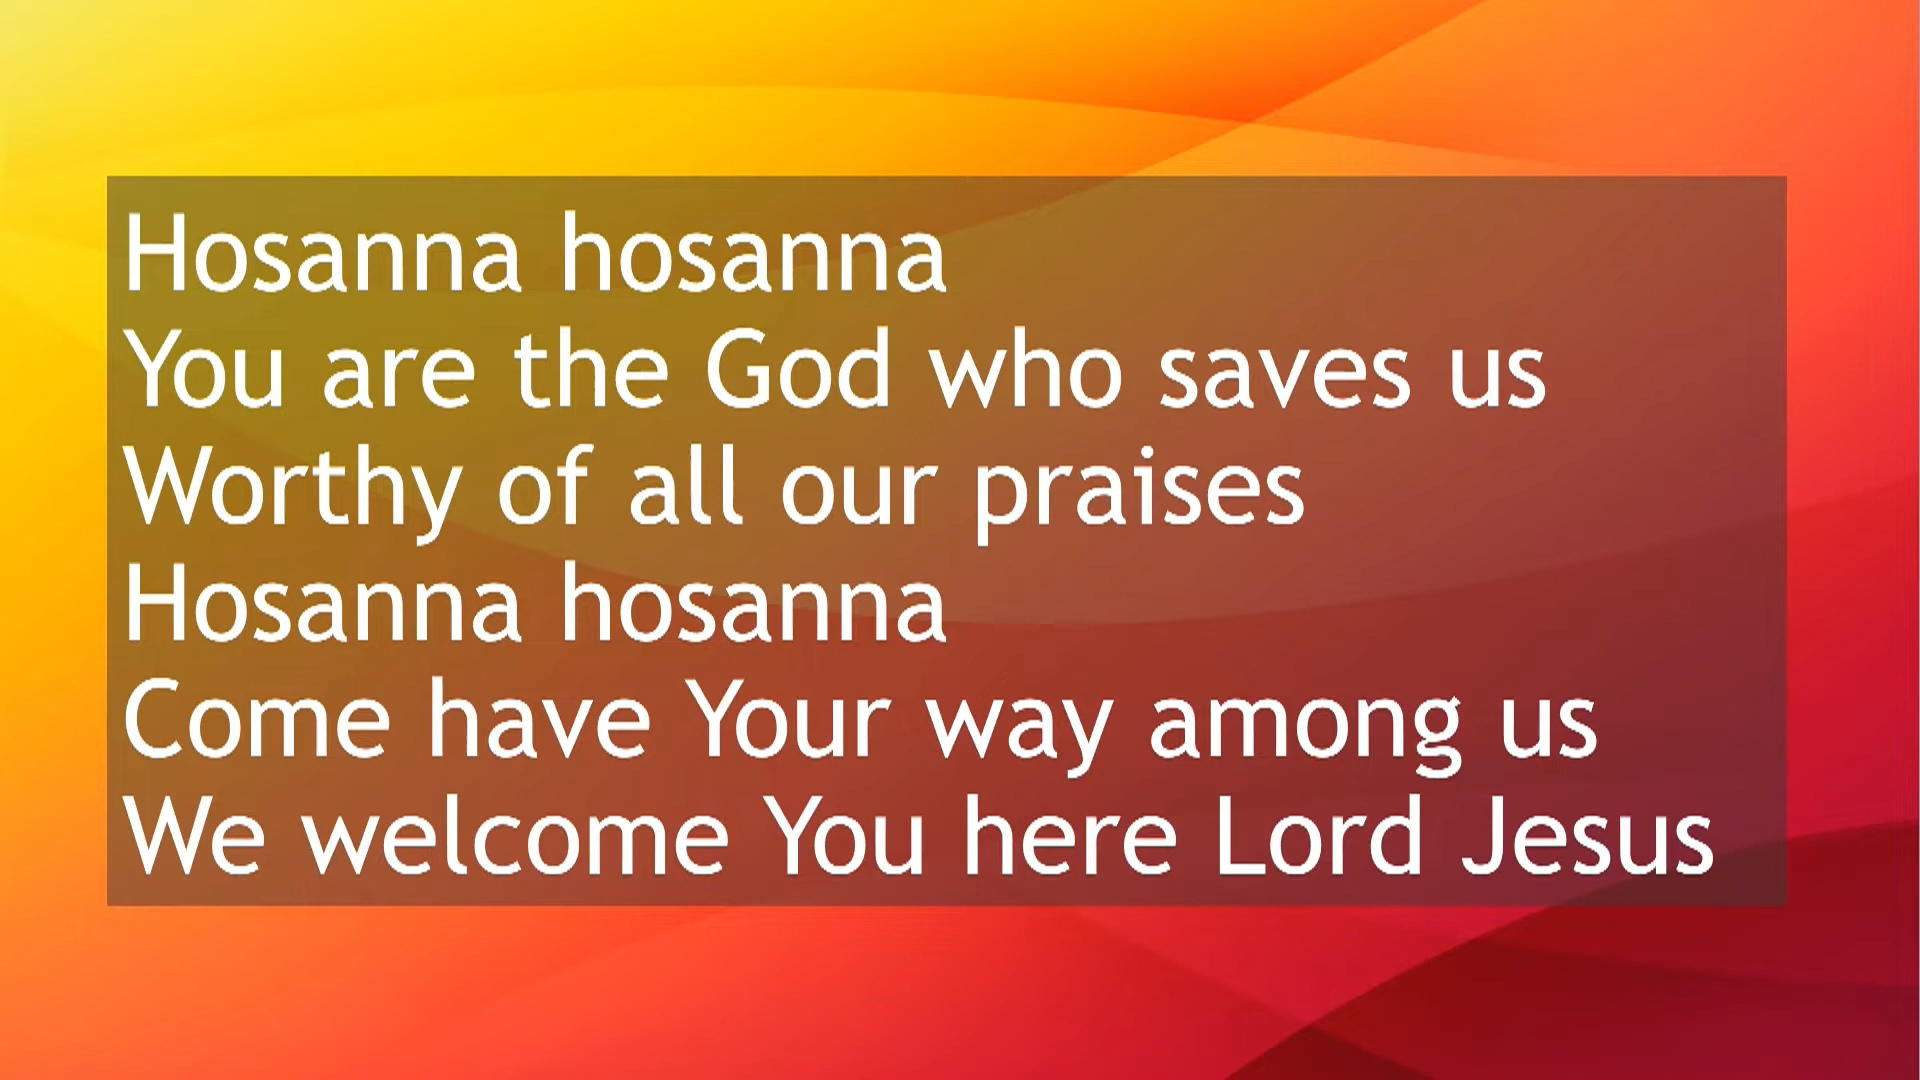 Hosanna hosanna
You are the God who saves us
Worthy of all our praises
Hosanna hosanna
Come have Your way among us
We welcome You here Lord Jesus